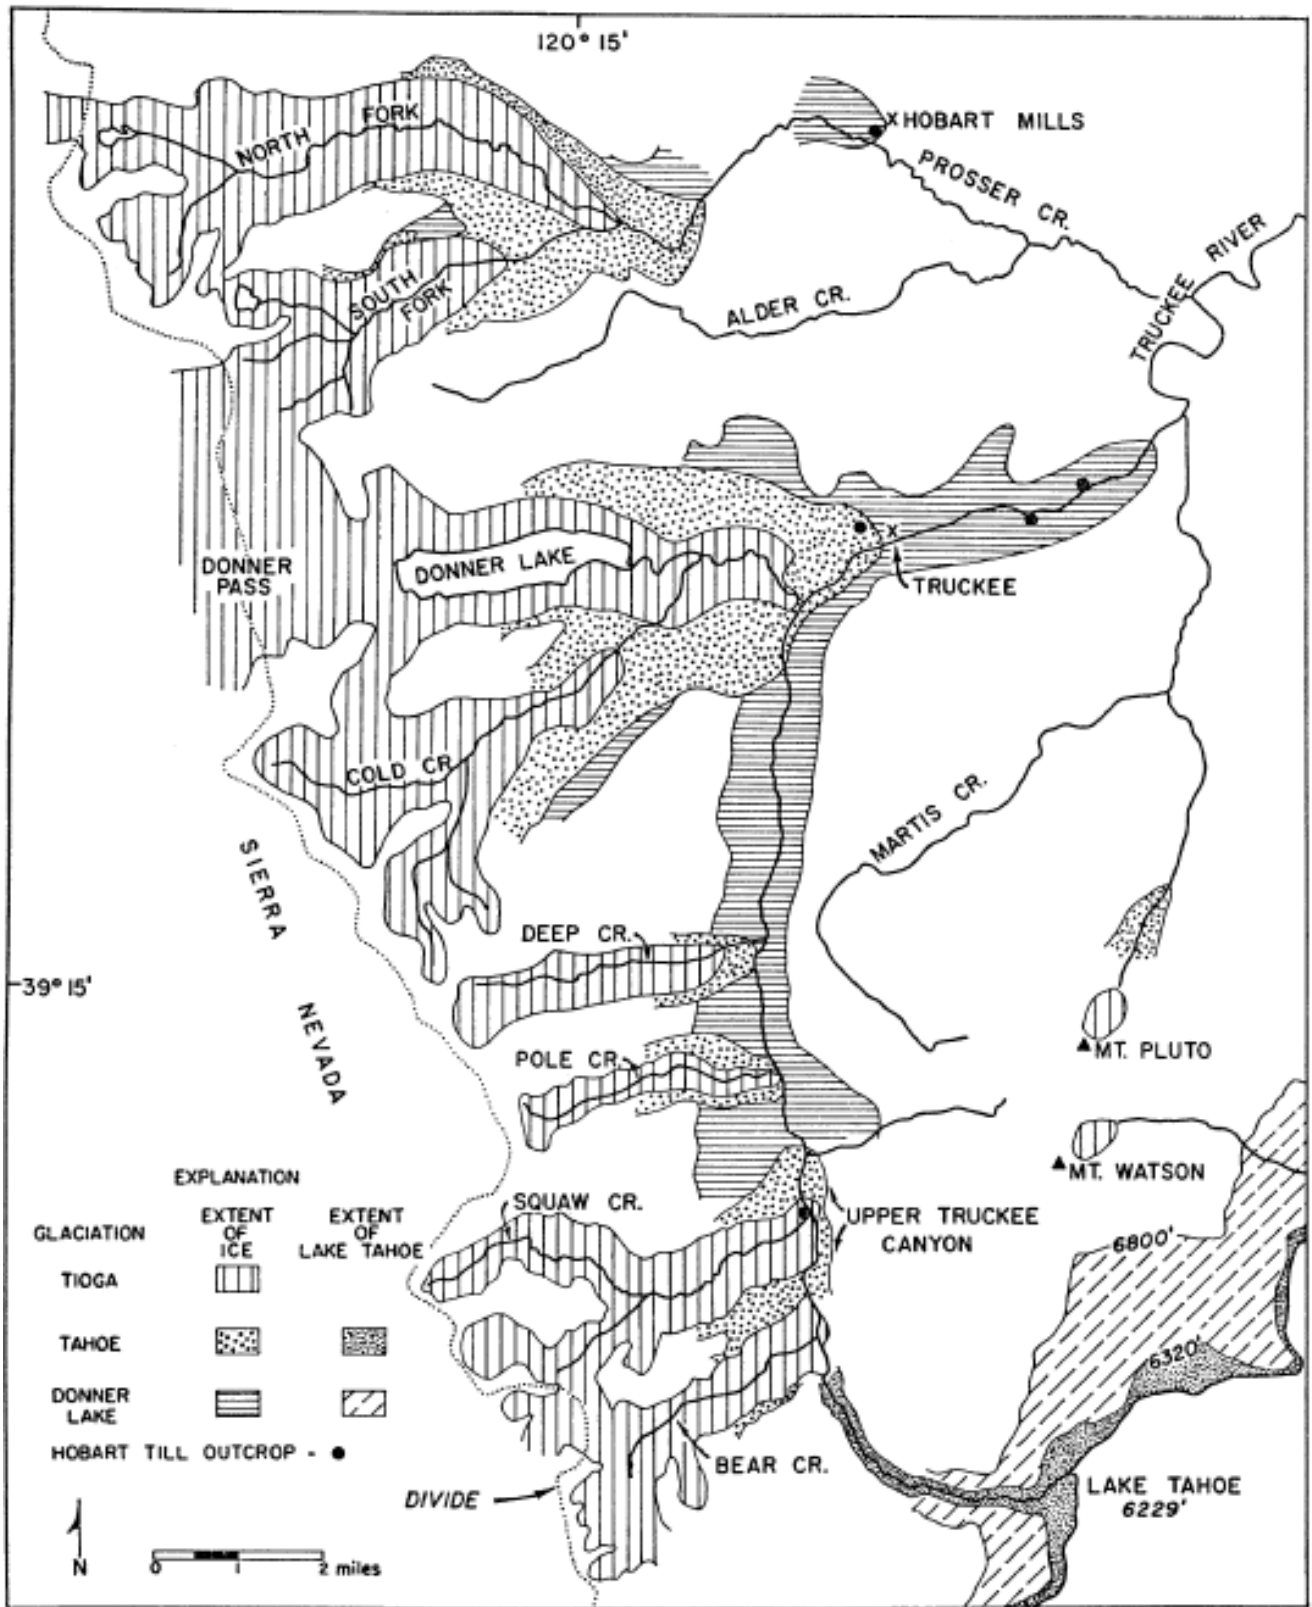 120° 15'
NORTH
FORK
x HOBART MILLS
PROSSER CR.
SOUTH
FORK
ALDER CR.
TRUCKEE
RIVER
DONNER
PASS
DONNER LAKE
x
TRUCKEE
COLD CR.
MARTIS CR.
SIERRA
NEVADA
DEEP CR.
39° 15'
POLE CR.
MT. PLUTO
MT. WATSON
SQUAW CR.
UPPER TRUCKEE
CANYON
6800'
6320'
EXPLANATION
GLACIATION
EXTENT
OF
ICE
EXTENT
OF
LAKE TAHOE
TIOGA
TAHOE
DONNER
LAKE
HOBART TILL OUTCROP -
BEAR CR.
DIVIDE
LAKE TAHOE
6229'
N
0 1 2 miles